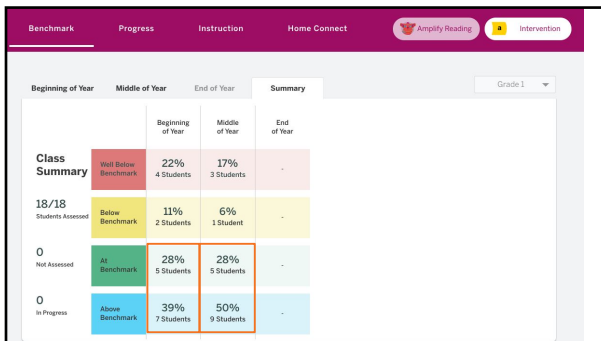 Benchmark Progress Instruction Home Connect Amplify Reading a Intervention
Beginning of Year Middle of Year End of Year Summary Grade 1
Beginning of Year Middle of Year End of Year
Class Summary
Well Below Benchmark 22% 17% -
4 Students 3 Students
18/18
Students Assessed
Below Benchmark 11% 6% -
2 Students 1 Student
0
Not Assessed
At Benchmark 28% 28% -
5 Students 5 Students
0
In Progress
Above Benchmark 39% 50% -
7 Students 9 Students